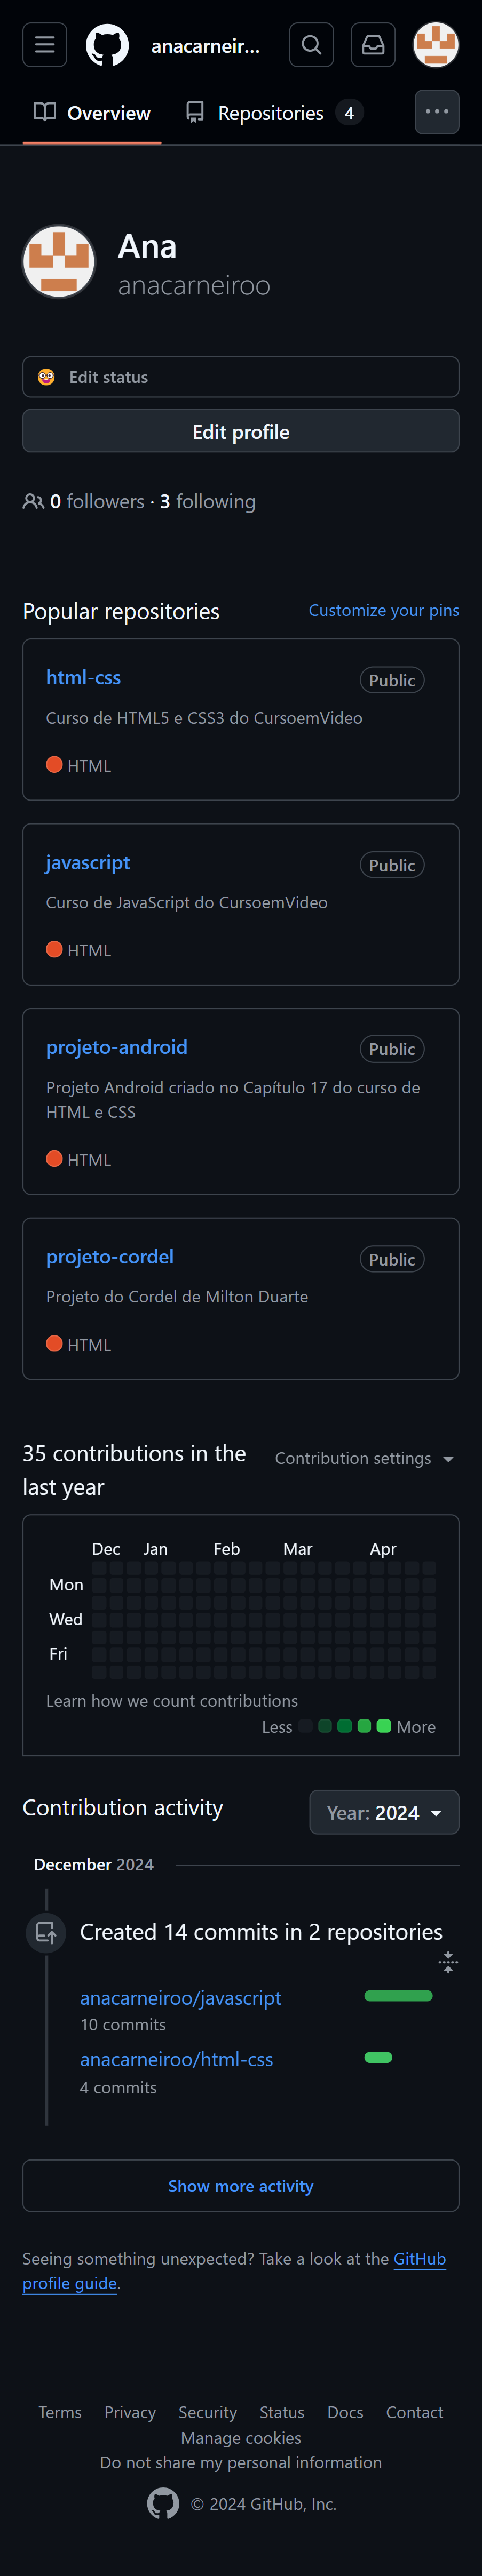 anacarneir...
Overview
Repositories 4
Ana
anacarneiroo
Edit status
Edit profile
0 followers · 3 following
Popular repositories
Customize your pins
html-css
Public
Curso de HTML5 e CSS3 do CursoemVideo
HTML
javascript
Public
Curso de JavaScript do CursoemVideo
HTML
projeto-android
Public
Projeto Android criado no Capítulo 17 do curso de
HTML e CSS
HTML
projeto-cordel
Public
Projeto do Cordel de Milton Duarte
HTML
35 contributions in the
last year
Contribution settings
Dec Jan Feb Mar Apr
Mon
Wed
Fri
Learn how we count contributions
Less More
Contribution activity
Year: 2024
December 2024
Created 14 commits in 2 repositories
anacarneiroo/javascript
10 commits
anacarneiroo/html-css
4 commits
Show more activity
Seeing something unexpected? Take a look at the GitHub
profile guide.
Terms Privacy Security Status Docs Contact
Manage cookies
Do not share my personal information
© 2024 GitHub, Inc.